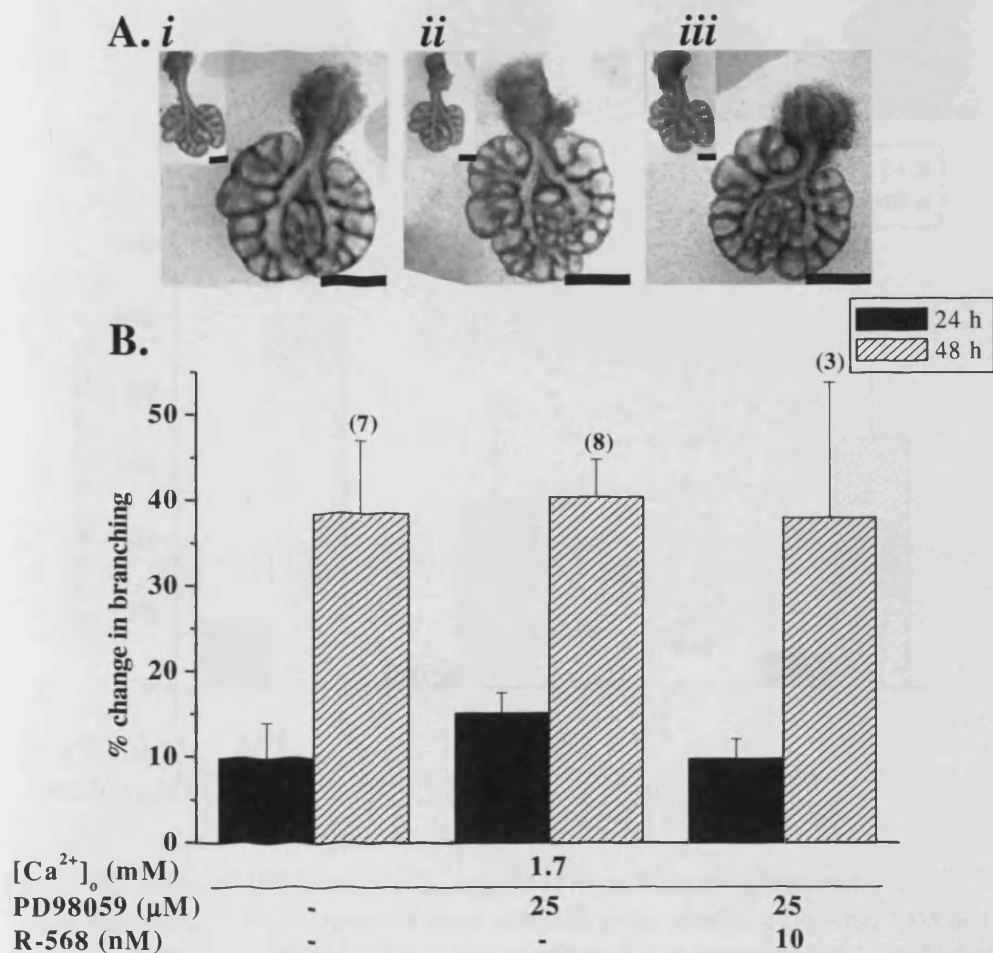 A. i ii iii
24 h
48 h
B.
(7) (8) (3)
50
40
30
20
10
0
% change in branching
[Ca²⁺]ₒ (mM) 1.7
PD98059 (μM) - 25 25
R-568 (nM) - - 10